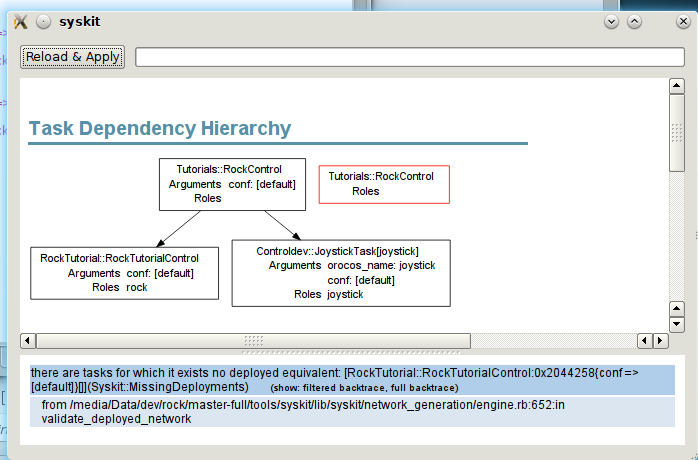 syskit
Reload & Apply
Task Dependency Hierarchy
Tutorials::RockControl
Arguments conf: [default]
Roles
Tutorials::RockControl
Roles
RockTutorial::RockTutorialControl
Arguments conf: [default]
Roles rock
Controldev::JoystickTask[joystick]
Arguments orocos_name: joystick
conf: [default]
Roles joystick
there are tasks for which it exists no deployed equivalent: [RockTutorial::RockTutorialControl:0x2044258{conf =>
[default]}[]](Syskit::MissingDeployments) (show: filtered backtrace, full backtrace)
from /media/Data/dev/rock/master-full/tools/syskit/lib/syskit/network_generation/engine.rb:652:in
validate_deployed_network